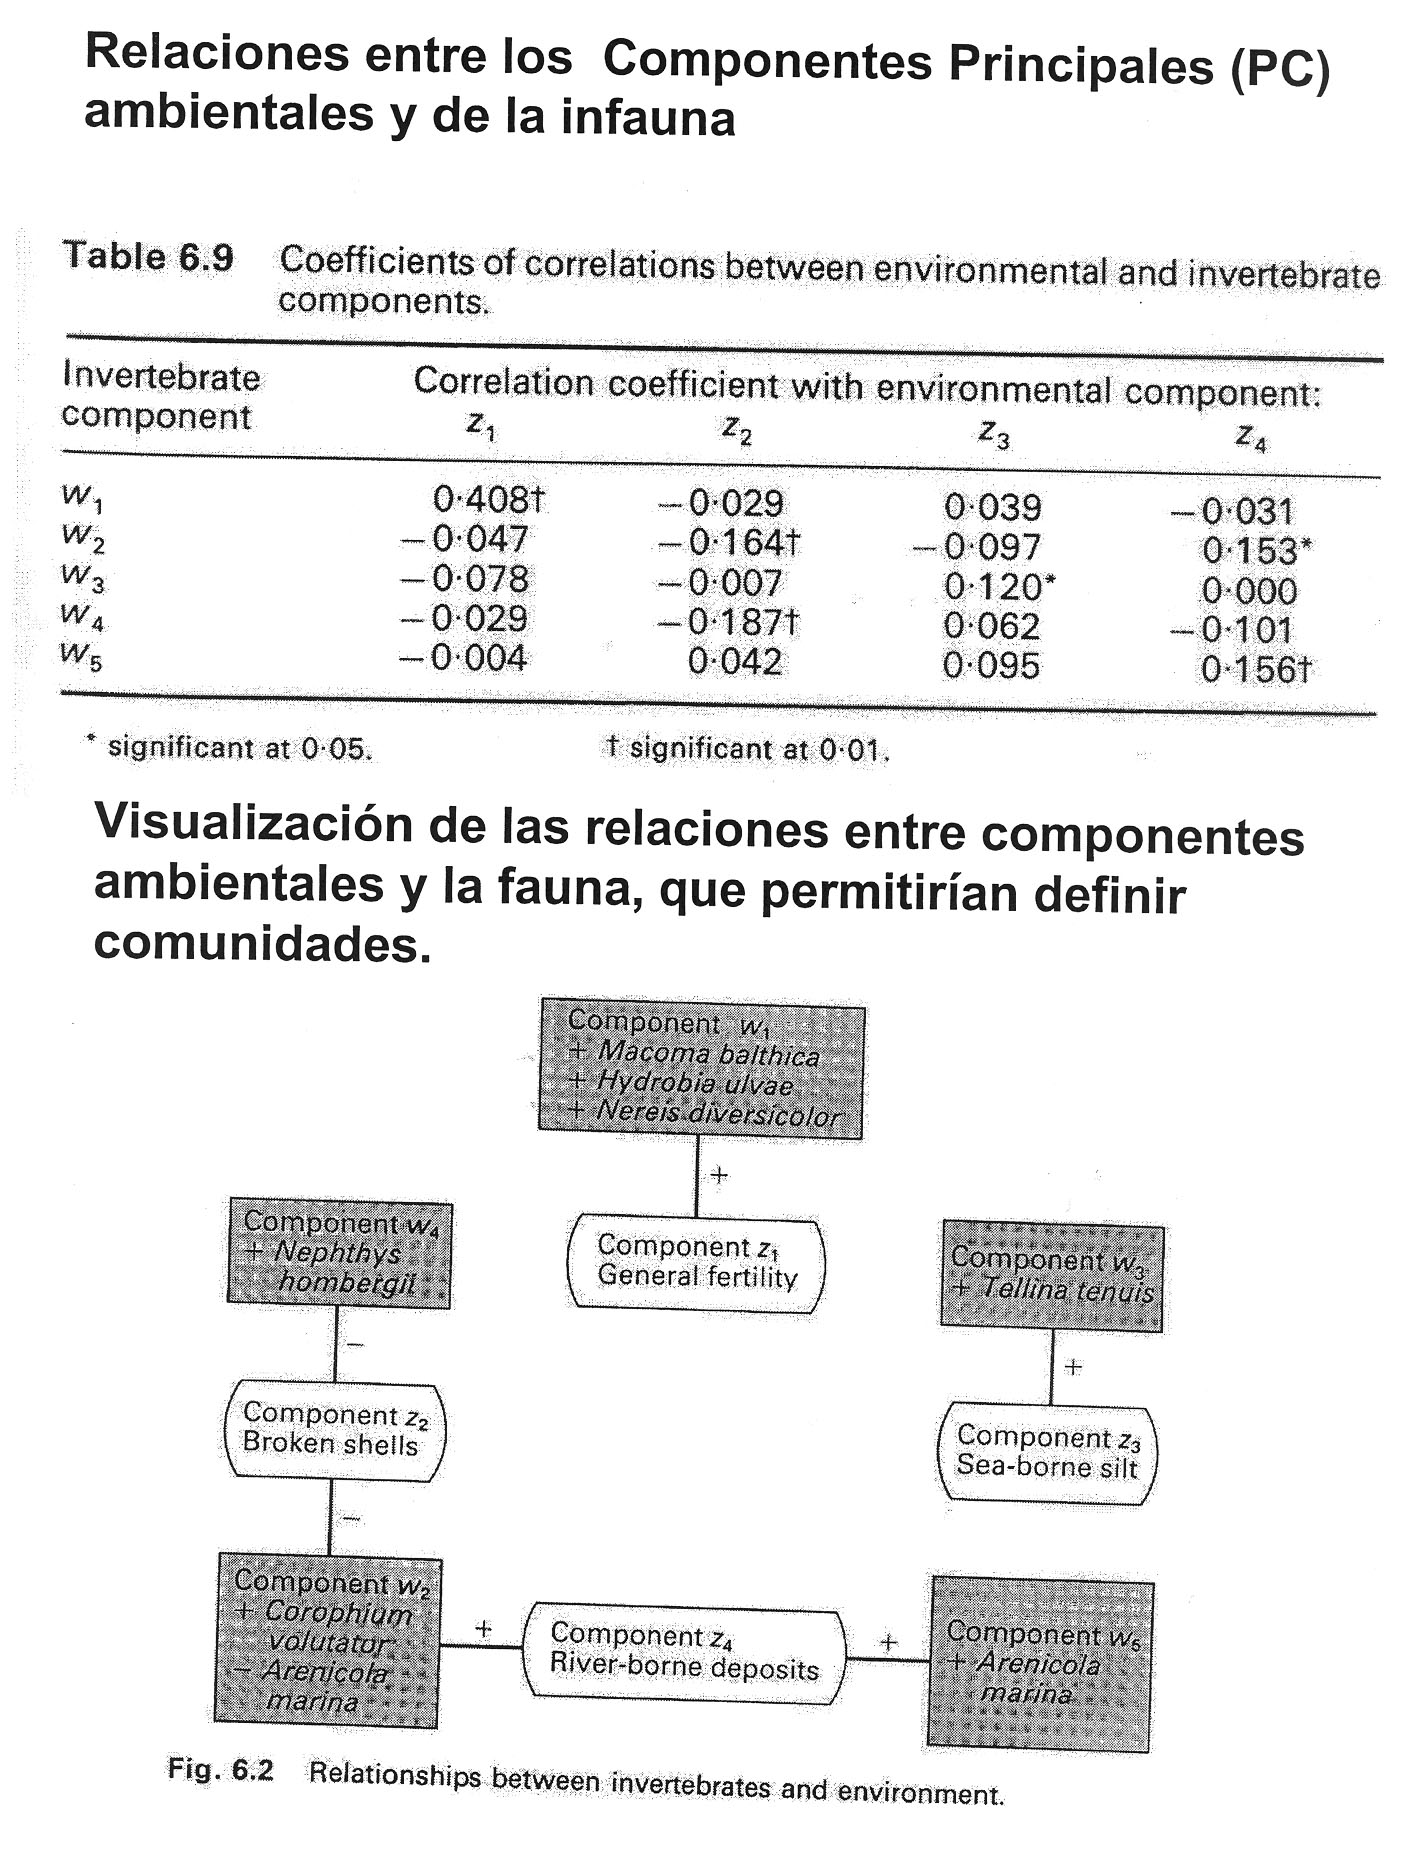 Relaciones entre los Componentes Principales (PC)
ambientales y de la infauna
Table 6.9 Coefficients of correlations between environmental and invertebrate
components.
Invertebrate Correlation coefficient with environmental component:
component z1 z2 z3 z4
w1 0·408† −0·029 0·039 −0·031
w2 −0·047 −0·164† −0·097 0·153*
w3 −0·078 −0·007 0·120* 0·000
w4 −0·029 −0·187† 0·062 −0·101
w5 −0·004 0·042 0·095 0·156†
* significant at 0·05. † significant at 0·01.
Visualización de las relaciones entre componentes
ambientales y la fauna, que permitirían definir
comunidades.
Component w1
+ Macoma balthica
+ Hydrobia ulvae
+ Nereis diversicolor
+
Component z1
General fertility
Component w4
+ Nephthys
hombergil
−
Component z2
Broken shells
−
Component w3
+ Tellina tenuis
+
Component z3
Sea-borne silt
Component w2
+ Corophium
volutator
− Arenicola
marina
+
Component z4
River-borne deposits
+
Component w5
+ Arenicola
marina
Fig. 6.2 Relationships between invertebrates and environment.